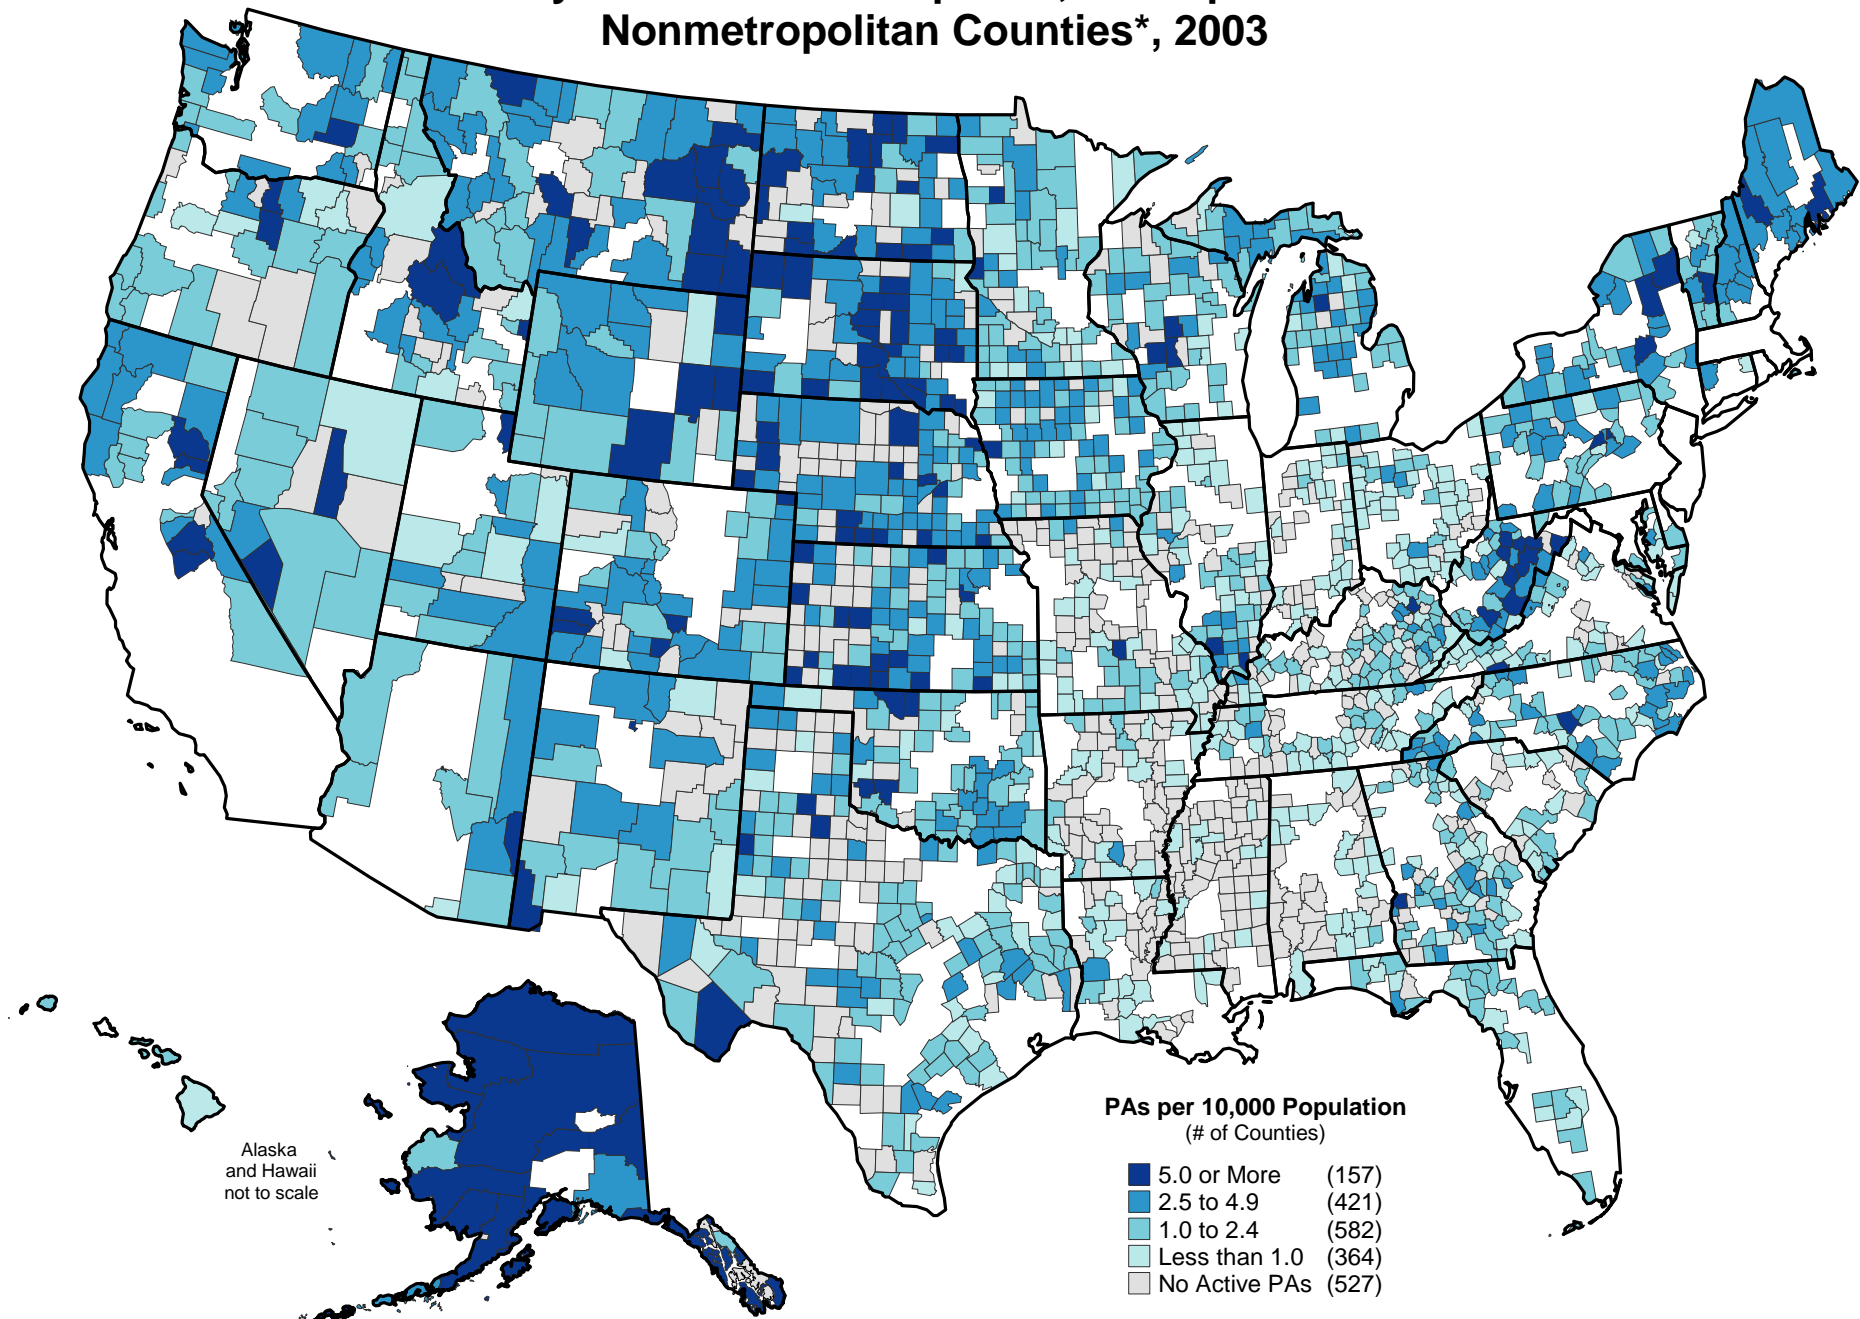 Nonmetropolitan Counties*, 2003
Alaska
and Hawaii
not to scale
PAs per 10,000 Population
(# of Counties)
5.0 or More (157)
2.5 to 4.9 (421)
1.0 to 2.4 (582)
Less than 1.0 (364)
No Active PAs (527)